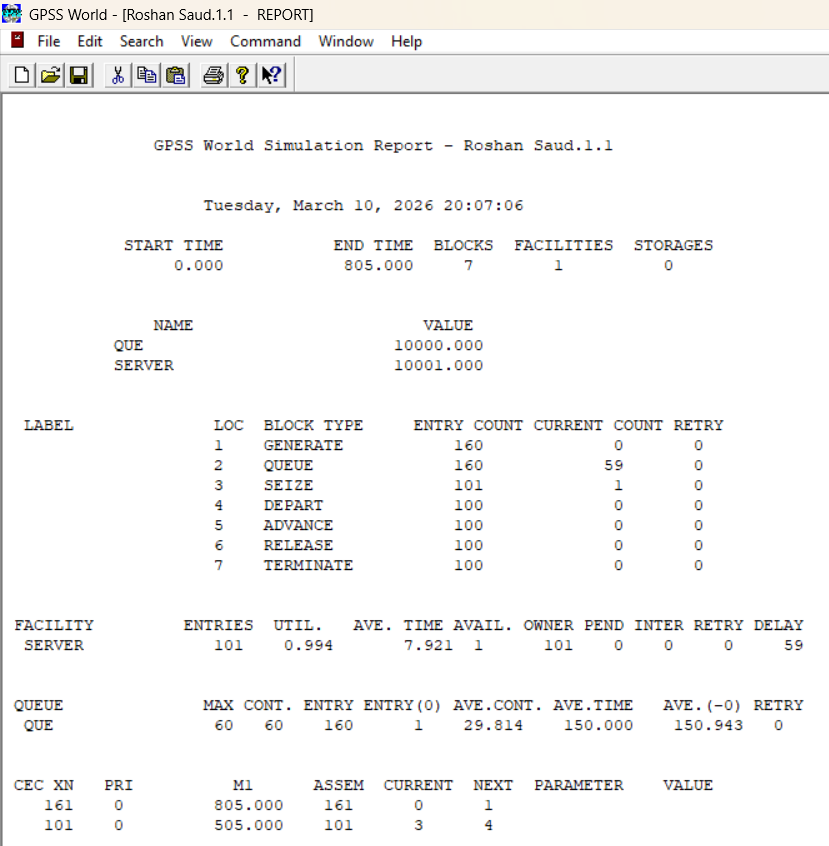 GPSS World - [Roshan Saud.1.1 - REPORT]
File Edit Search View Command Window Help
GPSS World Simulation Report - Roshan Saud.1.1
Tuesday, March 10, 2026 20:07:06
START TIME END TIME BLOCKS FACILITIES STORAGES
0.000 805.000 7 1 0
NAME VALUE
QUE 10000.000
SERVER 10001.000
LABEL LOC BLOCK TYPE ENTRY COUNT CURRENT COUNT RETRY
1 GENERATE 160 0 0
2 QUEUE 160 59 0
3 SEIZE 101 1 0
4 DEPART 100 0 0
5 ADVANCE 100 0 0
6 RELEASE 100 0 0
7 TERMINATE 100 0 0
FACILITY ENTRIES UTIL. AVE. TIME AVAIL. OWNER PEND INTER RETRY DELAY
SERVER 101 0.994 7.921 1 101 0 0 0 59
QUEUE MAX CONT. ENTRY ENTRY(0) AVE.CONT. AVE.TIME AVE.(-0) RETRY
QUE 60 60 160 1 29.814 150.000 150.943 0
CEC XN PRI M1 ASSEM CURRENT NEXT PARAMETER VALUE
161 0 805.000 161 0 1
101 0 505.000 101 3 4